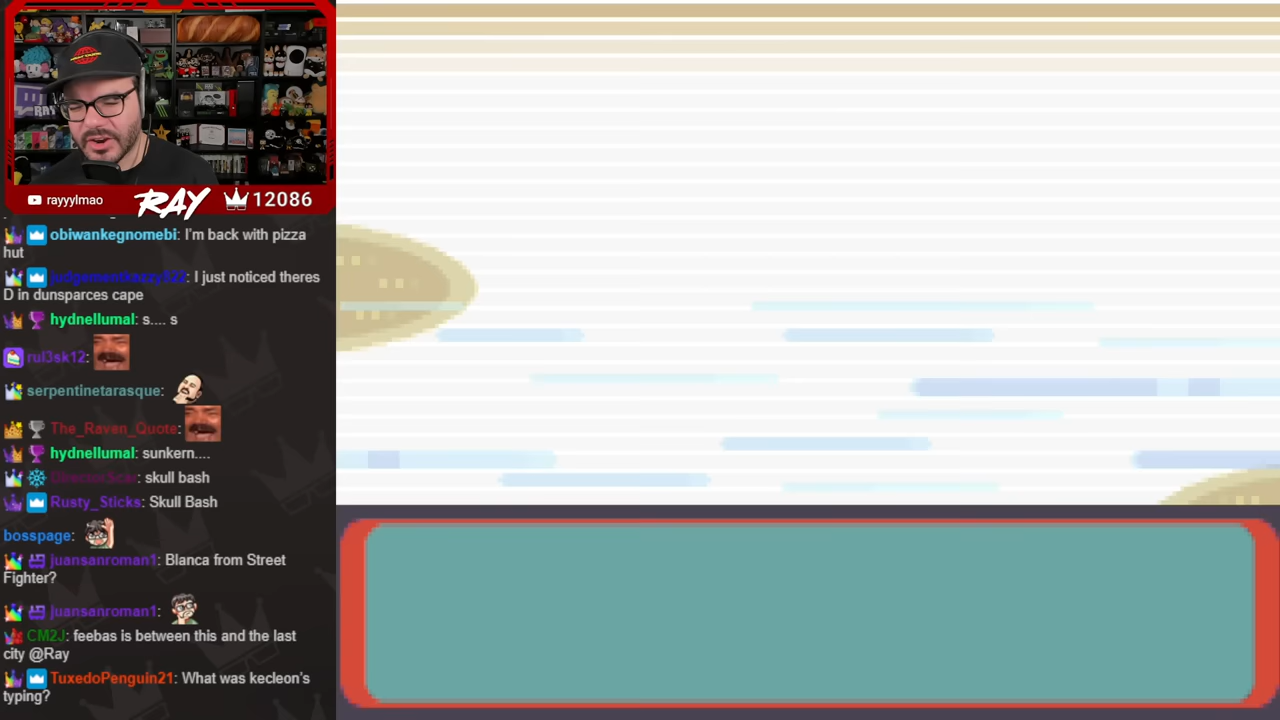 rayyylmao
RAY
12086
obiwankegnomebi: I'm back with pizza
hut
judgementkazzy822: I just noticed theres
D in dunsparces cape
hydnellumal: s.... s
rul3sk12:
serpentinetarasque:
The_Ravan_Quote:
hydnellumal: sunkern....
: skull bash
Rusty_Sticks: Skull Bash
bosspage:
juansanroman1: Blanca from Street
Fighter?
juansanroman1:
CM2J: feebas is between this and the last
city @Ray
TuxedoPenguin21: What was kecleon's
typing?